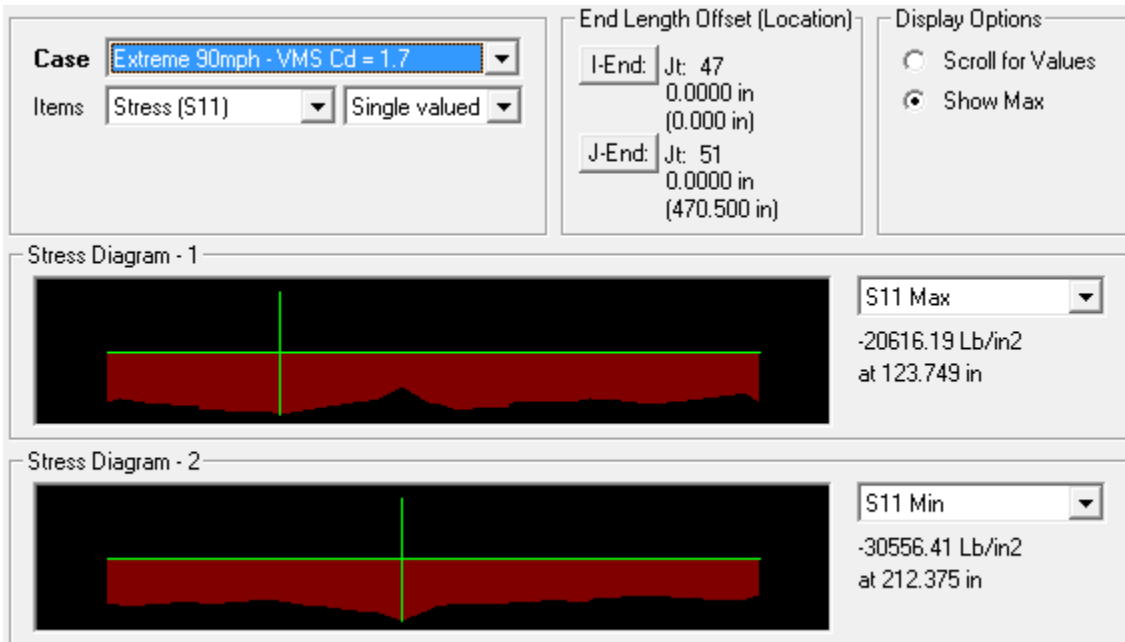 Case Extreme 90mph - VMS Cd = 1.7
Items Stress (S11) Single valued
End Length Offset (Location)
I-End: Jt: 47
0.0000 in
(0.000 in)
J-End: Jt: 51
0.0000 in
(470.500 in)
Display Options
Scroll for Values
Show Max
Stress Diagram - 1
S11 Max
-20616.19 Lb/in2
at 123.749 in
Stress Diagram - 2
S11 Min
-30556.41 Lb/in2
at 212.375 in